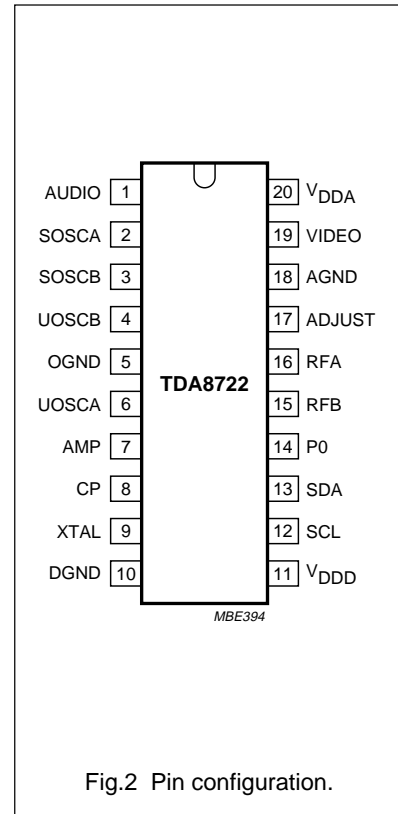 AUDIO 1 20 VDDA
SOSCA 2 19 VIDEO
SOSCB 3 18 AGND
UOSCB 4 17 ADJUST
OGND 5 16 RFA
TDA8722
UOSCA 6 15 RFB
AMP 7 14 P0
CP 8 13 SDA
XTAL 9 12 SCL
DGND 10 11 VDDD
MBE394
Fig.2 Pin configuration.